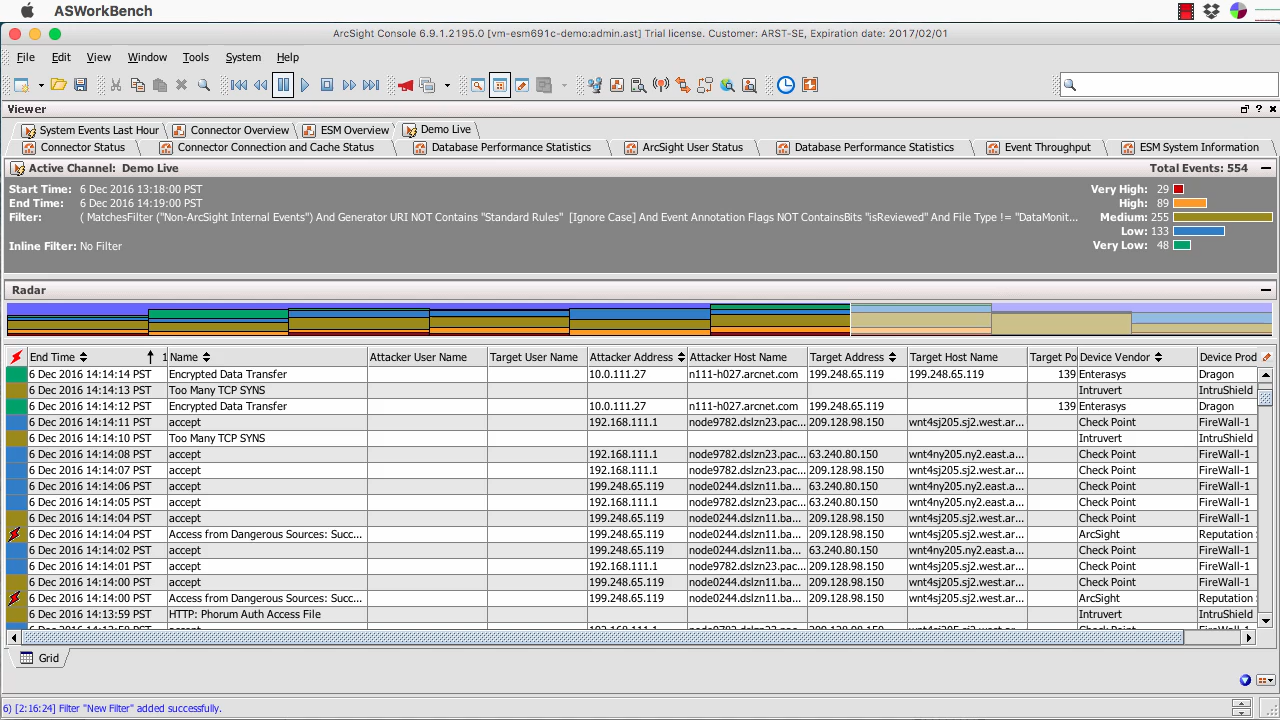 ASWorkBench
ArcSight Console 6.9.1.2195.0 [vm-esm691c-demo:admin.ast] Trial license. Customer: ARST-SE, Expiration date: 2017/02/01
File Edit View Window Tools System Help
Viewer
System Events Last Hour Connector Overview ESM Overview Demo Live
Connector Status Connector Connection and Cache Status Database Performance Statistics ArcSight User Status Database Performance Statistics Event Throughput ESM System Information
Active Channel: Demo Live Total Events: 554
Start Time: 6 Dec 2016 13:18:00 PST Very High: 29
End Time: 6 Dec 2016 14:19:00 PST High: 89
Filter: ( MatchesFilter ("Non-ArcSight Internal Events") And Generator URI NOT Contains "Standard Rules" [Ignore Case] And Event Annotation Flags NOT ContainsBits "isReviewed" And File Type != "DataMonit... Medium: 255
Low: 133
Inline Filter: No Filter Very Low: 48
Radar
End Time 1 Name Attacker User Name Target User Name Attacker Address Attacker Host Name Target Address Target Host Name Target Po Device Vendor Device Prod
6 Dec 2016 14:14:14 PST Encrypted Data Transfer 10.0.111.27 n111-h027.arcnet.com 199.248.65.119 199.248.65.119 139 Enterasys Dragon
6 Dec 2016 14:14:13 PST Too Many TCP SYNS Intruvert IntruShield
6 Dec 2016 14:14:12 PST Encrypted Data Transfer 10.0.111.27 n111-h027.arcnet.com 199.248.65.119 139 Enterasys Dragon
6 Dec 2016 14:14:11 PST accept 192.168.111.1 node9782.dslzn23.pac... 209.128.98.150 wnt4sj205.sj2.west.ar... Check Point FireWall-1
6 Dec 2016 14:14:10 PST Too Many TCP SYNS Intruvert IntruShield
6 Dec 2016 14:14:08 PST accept 192.168.111.1 node9782.dslzn23.pac... 63.240.80.150 wnt4ny205.ny2.east.a... Check Point FireWall-1
6 Dec 2016 14:14:07 PST accept 192.168.111.1 node9782.dslzn23.pac... 209.128.98.150 wnt4sj205.sj2.west.ar... Check Point FireWall-1
6 Dec 2016 14:14:06 PST accept 199.248.65.119 node0244.dslzn11.ba... 63.240.80.150 wnt4ny205.ny2.east.a... Check Point FireWall-1
6 Dec 2016 14:14:05 PST accept 192.168.111.1 node9782.dslzn23.pac... 63.240.80.150 wnt4ny205.ny2.east.a... Check Point FireWall-1
6 Dec 2016 14:14:04 PST accept 199.248.65.119 node0244.dslzn11.ba... 209.128.98.150 wnt4sj205.sj2.west.ar... Check Point FireWall-1
6 Dec 2016 14:14:04 PST Access from Dangerous Sources: Succ... 199.248.65.119 node0244.dslzn11.ba... 209.128.98.150 wnt4sj205.sj2.west.ar... ArcSight Reputation
6 Dec 2016 14:14:02 PST accept 199.248.65.119 node0244.dslzn11.ba... 63.240.80.150 wnt4ny205.ny2.east.a... Check Point FireWall-1
6 Dec 2016 14:14:01 PST accept 192.168.111.1 node9782.dslzn23.pac... 209.128.98.150 wnt4sj205.sj2.west.ar... Check Point FireWall-1
6 Dec 2016 14:14:00 PST accept 199.248.65.119 node0244.dslzn11.ba... 209.128.98.150 wnt4sj205.sj2.west.ar... Check Point FireWall-1
6 Dec 2016 14:14:00 PST Access from Dangerous Sources: Succ... 199.248.65.119 node0244.dslzn11.ba... 209.128.98.150 wnt4sj205.sj2.west.ar... ArcSight Reputation
6 Dec 2016 14:13:59 PST HTTP: Phorum Auth Access File Intruvert IntruShield
Grid
6) [2:16:24] Filter "New Filter" added successfully.